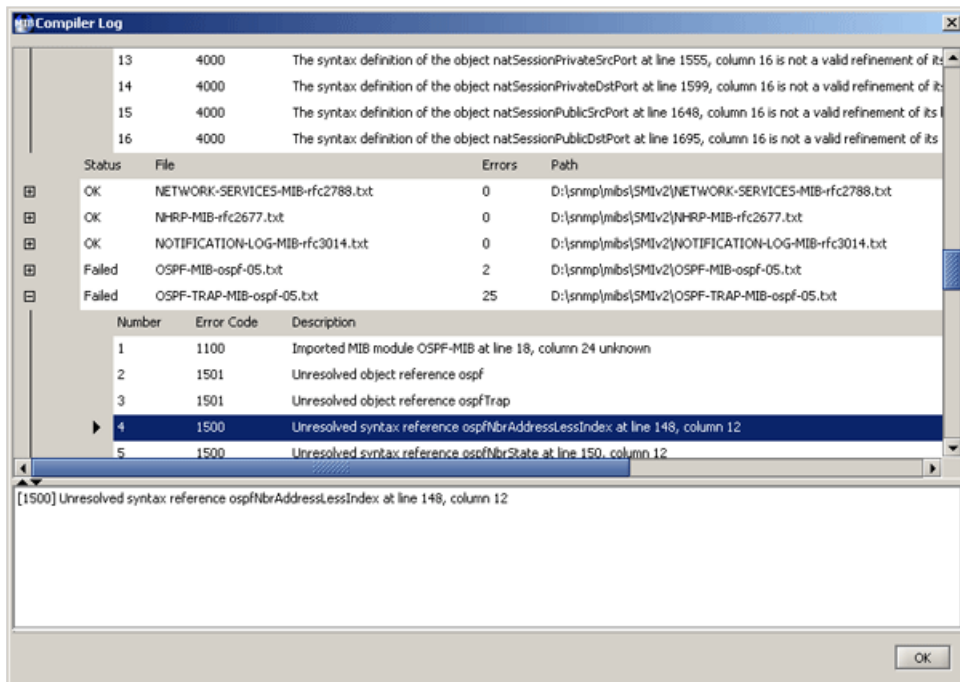 MIB Compiler Log
13 4000 The syntax definition of the object natSessionPrivateSrcPort at line 1555, column 16 is not a valid refinement of its
14 4000 The syntax definition of the object natSessionPrivateDstPort at line 1599, column 16 is not a valid refinement of its
15 4000 The syntax definition of the object natSessionPublicSrcPort at line 1648, column 16 is not a valid refinement of its
16 4000 The syntax definition of the object natSessionPublicDstPort at line 1695, column 16 is not a valid refinement of its
Status File Errors Path
OK NETWORK-SERVICES-MIB-rfc2788.txt 0 D:\snmp\mibs\SMIv2\NETWORK-SERVICES-MIB-rfc2788.txt
OK NHRP-MIB-rfc2677.txt 0 D:\snmp\mibs\SMIv2\NHRP-MIB-rfc2677.txt
OK NOTIFICATION-LOG-MIB-rfc3014.txt 0 D:\snmp\mibs\SMIv2\NOTIFICATION-LOG-MIB-rfc3014.txt
Failed OSPF-MIB-ospf-05.txt 2 D:\snmp\mibs\SMIv2\OSPF-MIB-ospf-05.txt
Failed OSPF-TRAP-MIB-ospf-05.txt 25 D:\snmp\mibs\SMIv2\OSPF-TRAP-MIB-ospf-05.txt
Number Error Code Description
1 1100 Imported MIB module OSPF-MIB at line 18, column 24 unknown
2 1501 Unresolved object reference ospf
3 1501 Unresolved object reference ospfTrap
4 1500 Unresolved syntax reference ospfNbrAddressLessIndex at line 148, column 12
5 1500 Unresolved syntax reference ospfNbrState at line 150, column 12
[1500] Unresolved syntax reference ospfNbrAddressLessIndex at line 148, column 12
OK